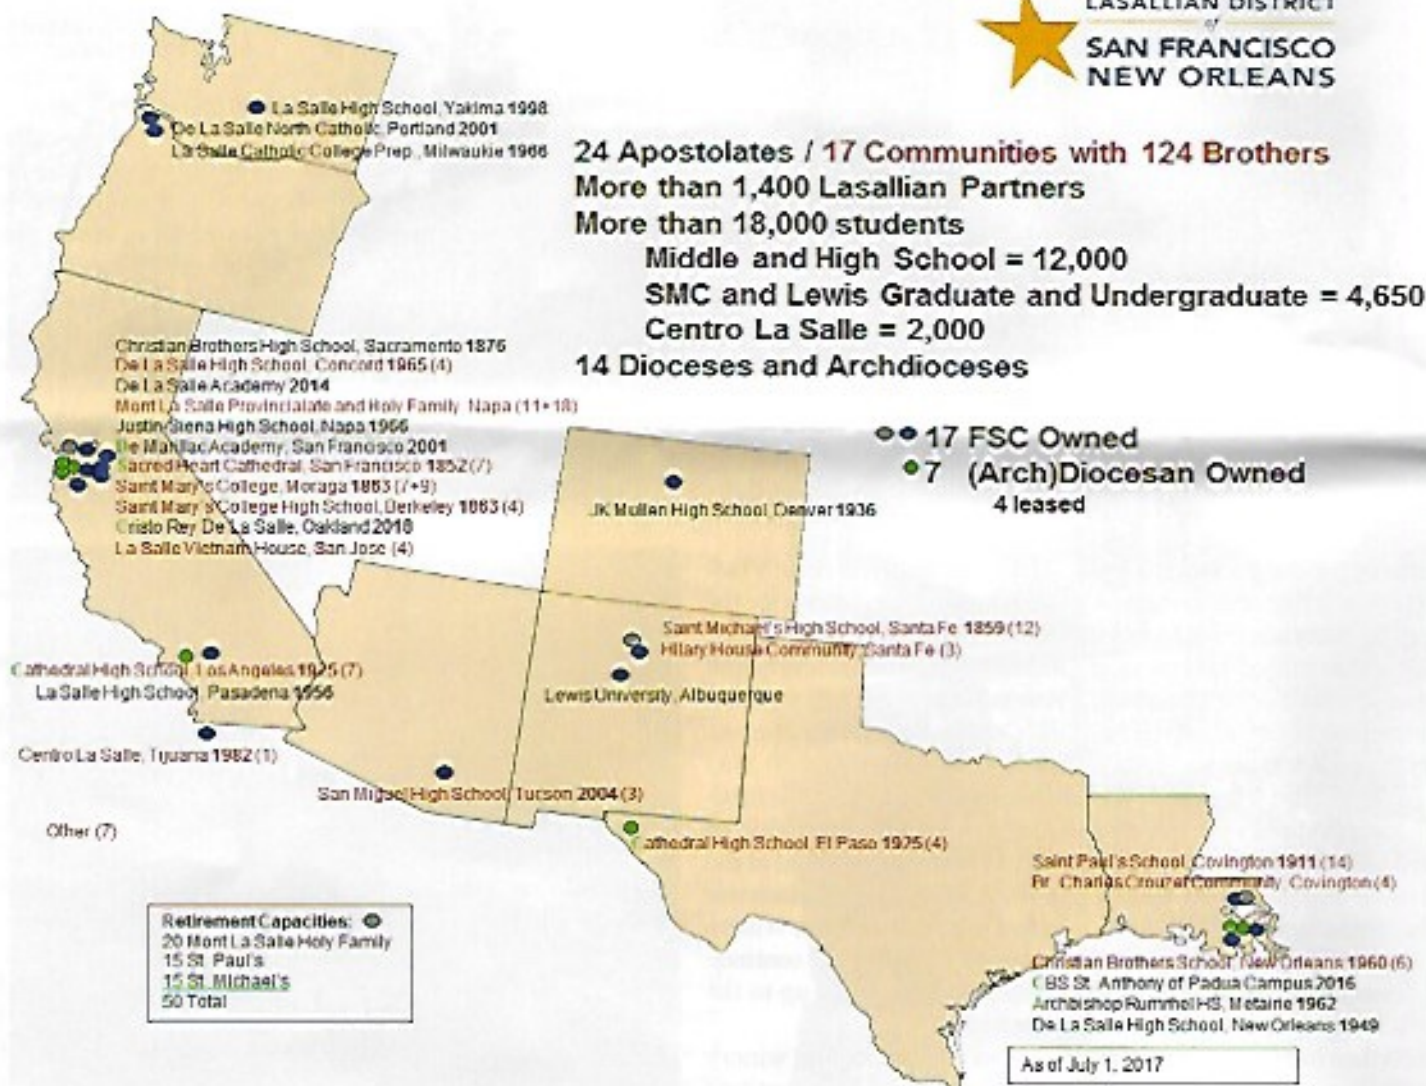 LASALLIAN DISTRICT
of
SAN FRANCISCO
NEW ORLEANS
La Salle High School, Yakima 1998
De La Salle North Catholic, Portland 2001
La Salle Catholic College Prep., Milwaukie 1966
24 Apostolates / 17 Communities with 124 Brothers
More than 1,400 Lasallian Partners
More than 18,000 students
Middle and High School = 12,000
SMC and Lewis Graduate and Undergraduate = 4,650
Centro La Salle = 2,000
14 Dioceses and Archdioceses
Christian Brothers High School, Sacramento 1876
De La Salle High School, Concord 1965 (4)
De La Salle Academy 2014
Mont La Salle Provincialate and Holy Family Napa (11+18)
Justin-Siena High School, Napa 1966
De Marillac Academy, San Francisco 2001
Sacred Heart Cathedral, San Francisco 1852 (7)
Saint Mary's College, Moraga 1863 (7+9)
Saint Mary's College High School, Berkeley 1863 (4)
Cristo Rey De La Salle, Oakland 2018
La Salle Vietnam House, San Jose (4)
17 FSC Owned
7 (Arch)Diocesan Owned
4 leased
JK Mullen High School, Denver 1936
Saint Michael's High School, Santa Fe 1859 (12)
Hilary House Community, Santa Fe (3)
Lewis University, Albuquerque
Cathedral High School, Los Angeles 1925 (7)
La Salle High School, Pasadena 1956
Centro La Salle, Tijuana 1982 (1)
San Miguel High School, Tucson 2004 (3)
Other (7)
Cathedral High School, El Paso 1925 (4)
Saint Paul's School, Covington 1911 (14)
Br. Charles Crouzet Community, Covington (4)
Retirement Capacities:
20 Mont La Salle Holy Family
15 St. Paul's
15 St. Michael's
50 Total
Christian Brothers School, New Orleans 1960 (6)
CBS St. Anthony of Padua Campus 2016
Archbishop Rummel HS, Metairie 1962
De La Salle High School, New Orleans 1949
As of July 1, 2017